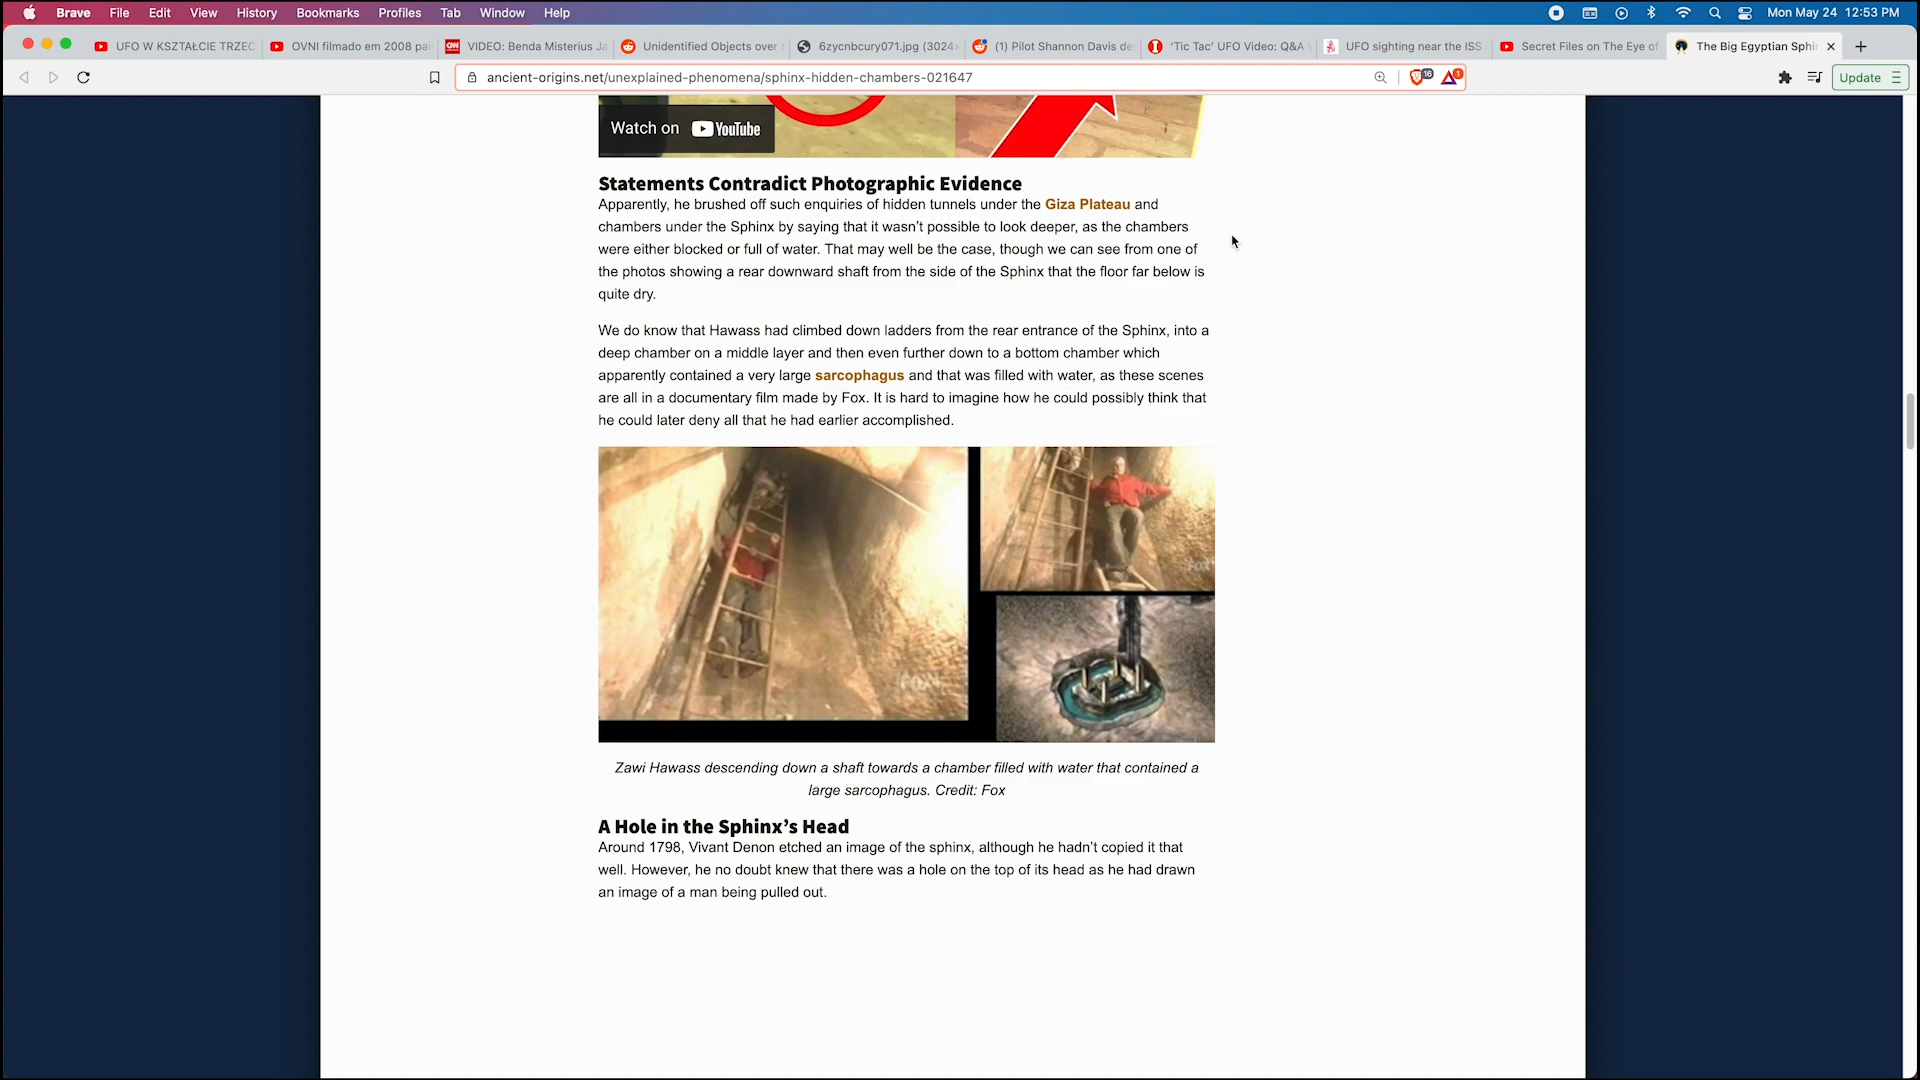 Brave File Edit View History Bookmarks Profiles Tab Window Help Mon May 24 12:53 PM
UFO W KSZTAŁCIE TRZEC OVNI filmado em 2008 pai CNN VIDEO: Benda Misterius Ja Unidentified Objects over 6zycnbcury071.jpg (3024× (1) Pilot Shannon Davis de 'Tic Tac' UFO Video: Q&A UFO sighting near the ISS Secret Files on The Eye of The Big Egyptian Sphi
ancient-origins.net/unexplained-phenomena/sphinx-hidden-chambers-021647 16 1 Update
Watch on YouTube
Statements Contradict Photographic Evidence
Apparently, he brushed off such enquiries of hidden tunnels under the Giza Plateau and
chambers under the Sphinx by saying that it wasn't possible to look deeper, as the chambers
were either blocked or full of water. That may well be the case, though we can see from one of
the photos showing a rear downward shaft from the side of the Sphinx that the floor far below is
quite dry.
We do know that Hawass had climbed down ladders from the rear entrance of the Sphinx, into a
deep chamber on a middle layer and then even further down to a bottom chamber which
apparently contained a very large sarcophagus and that was filled with water, as these scenes
are all in a documentary film made by Fox. It is hard to imagine how he could possibly think that
he could later deny all that he had earlier accomplished.
FOX
FOX
Zawi Hawass descending down a shaft towards a chamber filled with water that contained a
large sarcophagus. Credit: Fox
A Hole in the Sphinx's Head
Around 1798, Vivant Denon etched an image of the sphinx, although he hadn't copied it that
well. However, he no doubt knew that there was a hole on the top of its head as he had drawn
an image of a man being pulled out.